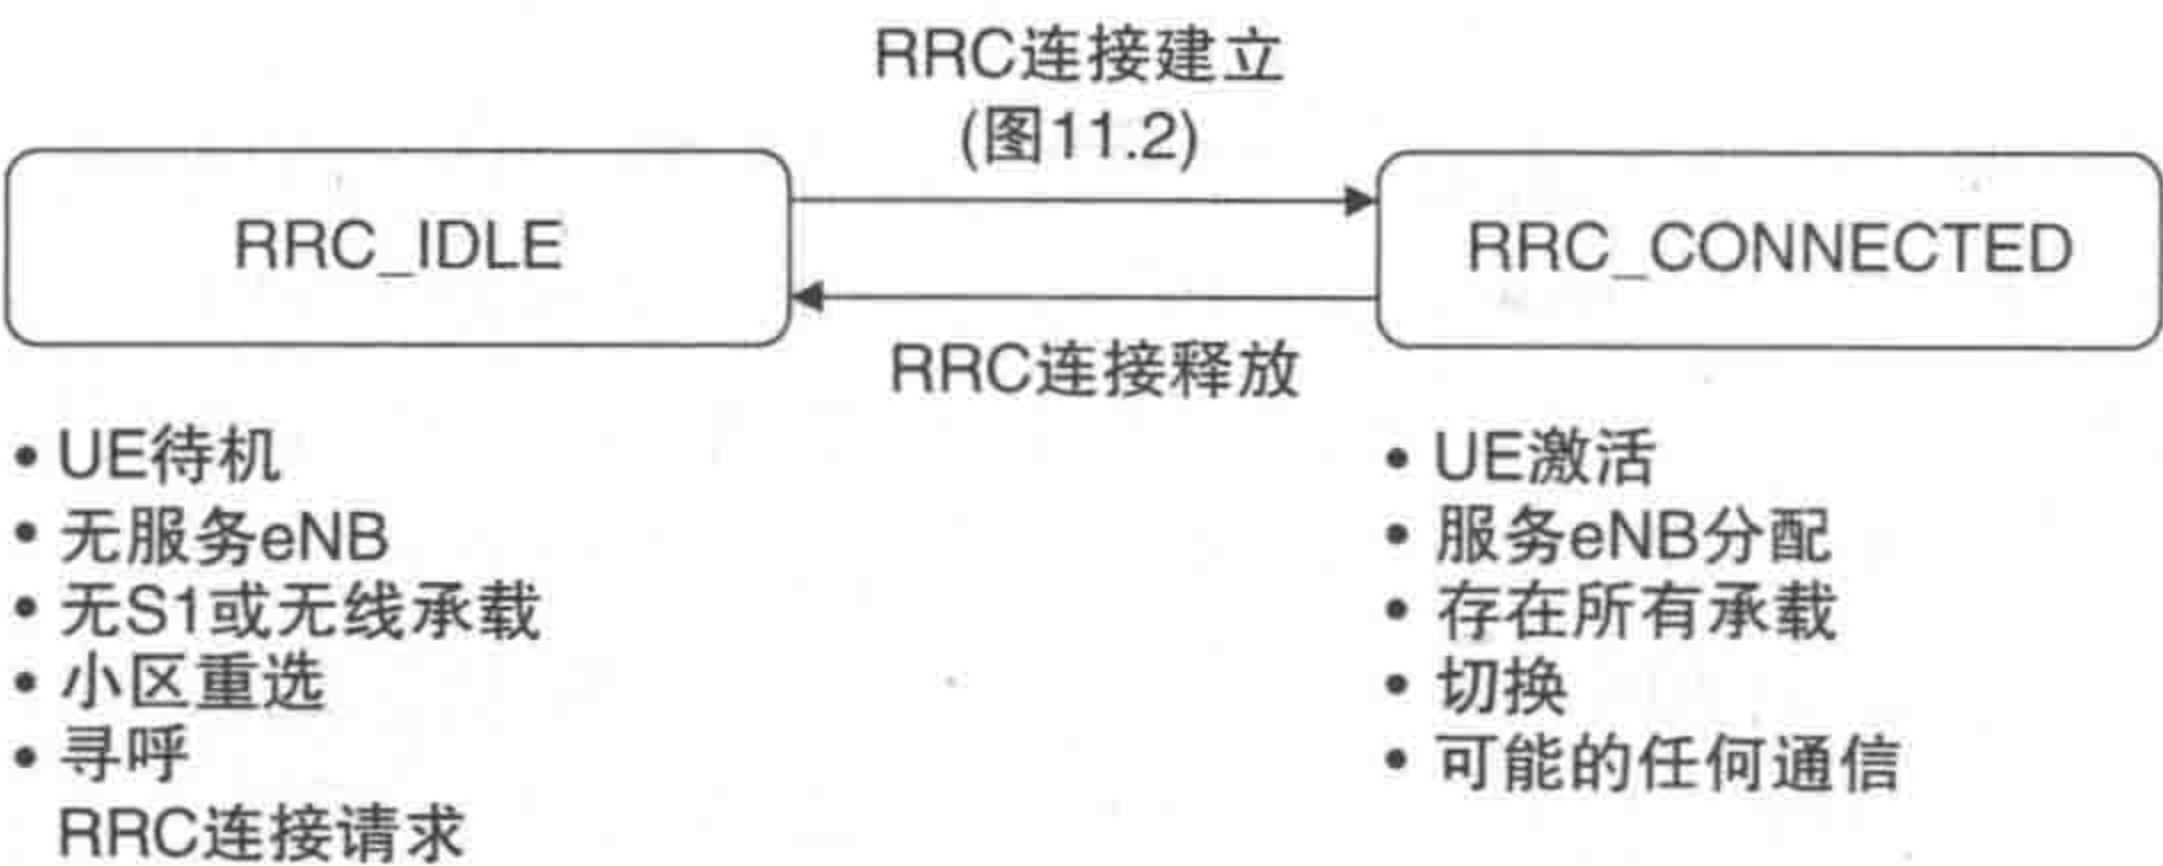 RRC连接建立
(图11.2)
RRC_IDLE
RRC_CONNECTED
RRC连接释放
• UE待机
• 无服务eNB
• 无S1或无线承载
• 小区重选
• 寻呼
RRC连接请求
• UE激活
• 服务eNB分配
• 存在所有承载
• 切换
• 可能的任何通信